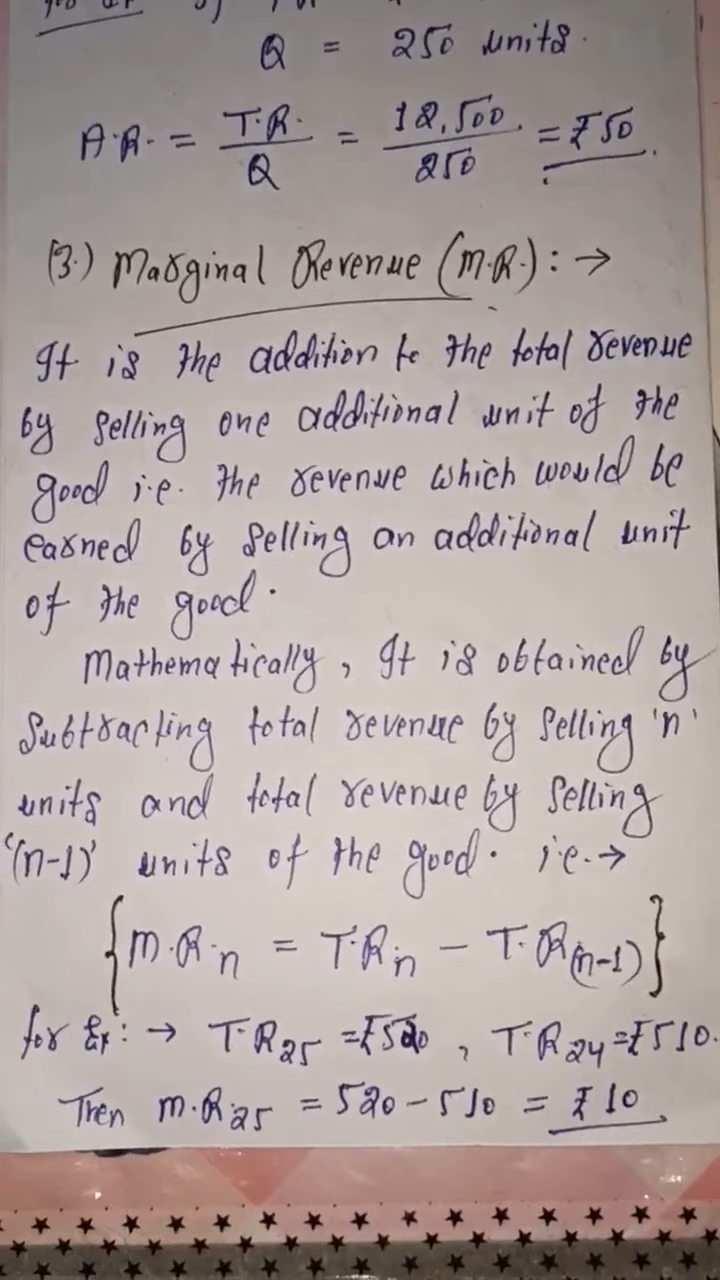 Q = 250 units.
A.R. = T.R. / Q = 12,500 / 250 = ₹50.
(3.) Marginal Revenue (M.R.) : →
It is the addition to the total revenue
by selling one additional unit of the
good i.e. the revenue which would be
earned by selling an additional unit
of the good.
Mathematically, It is obtained by
Subtracting total revenue by selling 'n'
units and total revenue by selling
'(n-1)' units of the good. i.e. →
{M.Rn = T.Rn - T.R(n-1)}
for Ex: → T.R25 = ₹520, T.R24 = ₹510.
Then M.R25 = 520 - 510 = ₹10.